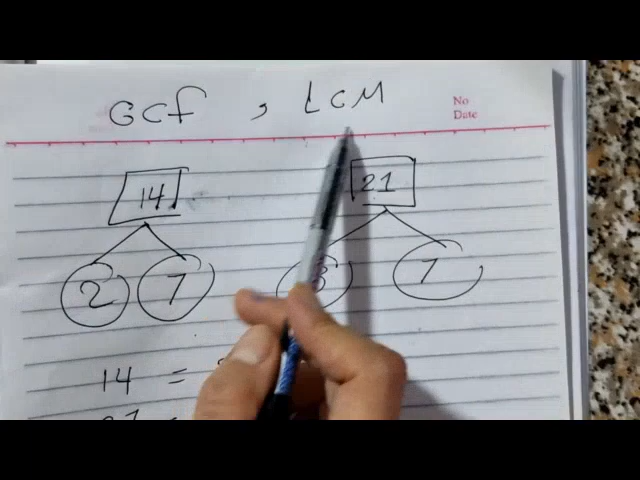 GCF , LCM
No
Date
14 21
2 7 3 7
14 =